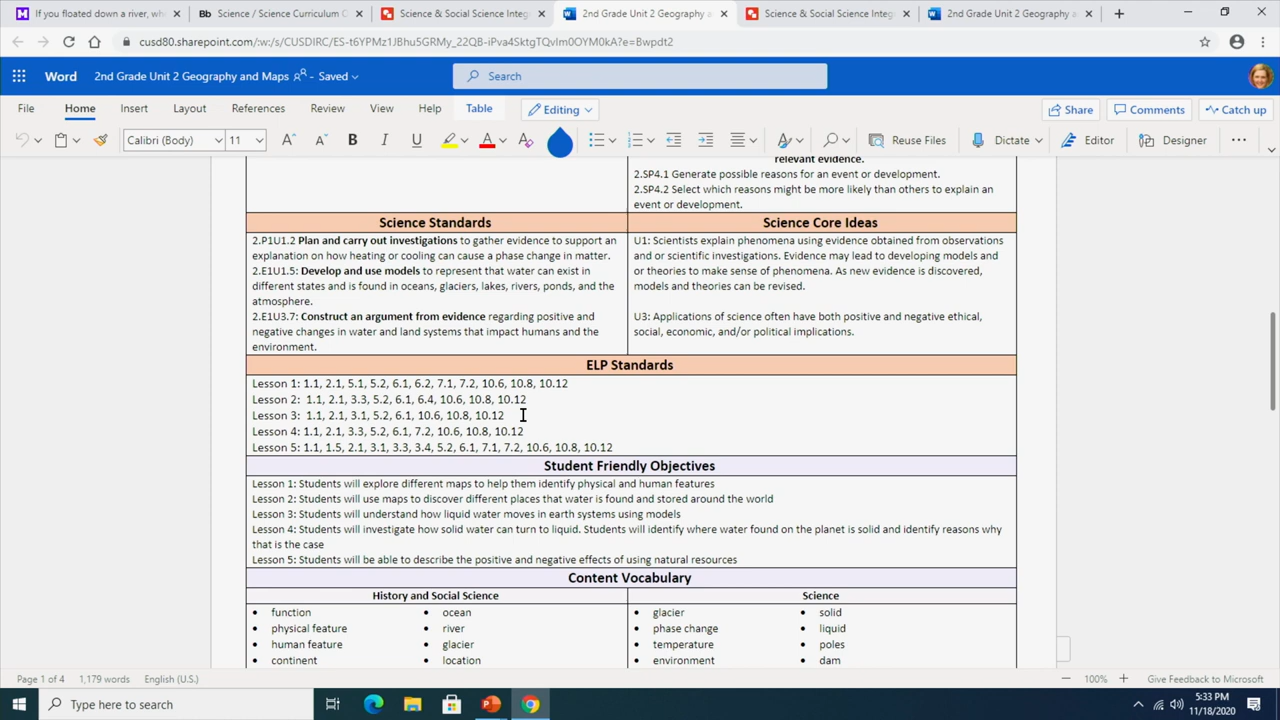 If you floated down a river, wh
Science / Science Curriculum C
Science & Social Science Integ
2nd Grade Unit 2 Geography a
Science & Social Science Integ
2nd Grade Unit 2 Geography a
cusd80.sharepoint.com/:w:/s/CUSDIRC/ES-t6YPMz1JBhu5GRMy_22QB-iPva4SktgTQvIm0OYM0kA?e=Bwpdt2
Word 2nd Grade Unit 2 Geography and Maps - Saved Search
File Home Insert Layout References Review View Help Table Editing Share Comments Catch up
Calibri (Body) 11 Reuse Files Dictate Editor Designer
relevant evidence.
2.SP4.1 Generate possible reasons for an event or development.
2.SP4.2 Select which reasons might be more likely than others to explain an
event or development.
Science Standards
2.P1U1.2 Plan and carry out investigations to gather evidence to support an
explanation on how heating or cooling can cause a phase change in matter.
2.E1U1.5: Develop and use models to represent that water can exist in
different states and is found in oceans, glaciers, lakes, rivers, ponds, and the
atmosphere.
2.E1U3.7: Construct an argument from evidence regarding positive and
negative changes in water and land systems that impact humans and the
environment.
Science Core Ideas
U1: Scientists explain phenomena using evidence obtained from observations
and or scientific investigations. Evidence may lead to developing models and
or theories to make sense of phenomena. As new evidence is discovered,
models and theories can be revised.
U3: Applications of science often have both positive and negative ethical,
social, economic, and/or political implications.
ELP Standards
Lesson 1: 1.1, 2.1, 5.1, 5.2, 6.1, 6.2, 7.1, 7.2, 10.6, 10.8, 10.12
Lesson 2: 1.1, 2.1, 3.3, 5.2, 6.1, 6.4, 10.6, 10.8, 10.12
Lesson 3: 1.1, 2.1, 3.1, 5.2, 6.1, 10.6, 10.8, 10.12
Lesson 4: 1.1, 2.1, 3.3, 5.2, 6.1, 7.2, 10.6, 10.8, 10.12
Lesson 5: 1.1, 1.5, 2.1, 3.1, 3.3, 3.4, 5.2, 6.1, 7.1, 7.2, 10.6, 10.8, 10.12
Student Friendly Objectives
Lesson 1: Students will explore different maps to help them identify physical and human features
Lesson 2: Students will use maps to discover different places that water is found and stored around the world
Lesson 3: Students will understand how liquid water moves in earth systems using models
Lesson 4: Students will investigate how solid water can turn to liquid. Students will identify where water found on the planet is solid and identify reasons why
that is the case
Lesson 5: Students will be able to describe the positive and negative effects of using natural resources
Content Vocabulary
History and Social Science
• function
• physical feature
• human feature
• continent
• ocean
• river
• glacier
• location
Science
• glacier
• phase change
• temperature
• environment
• solid
• liquid
• poles
• dam
Page 1 of 4 1,179 words English (U.S.) 100% Give Feedback to Microsoft
Type here to search
5:33 PM
11/18/2020